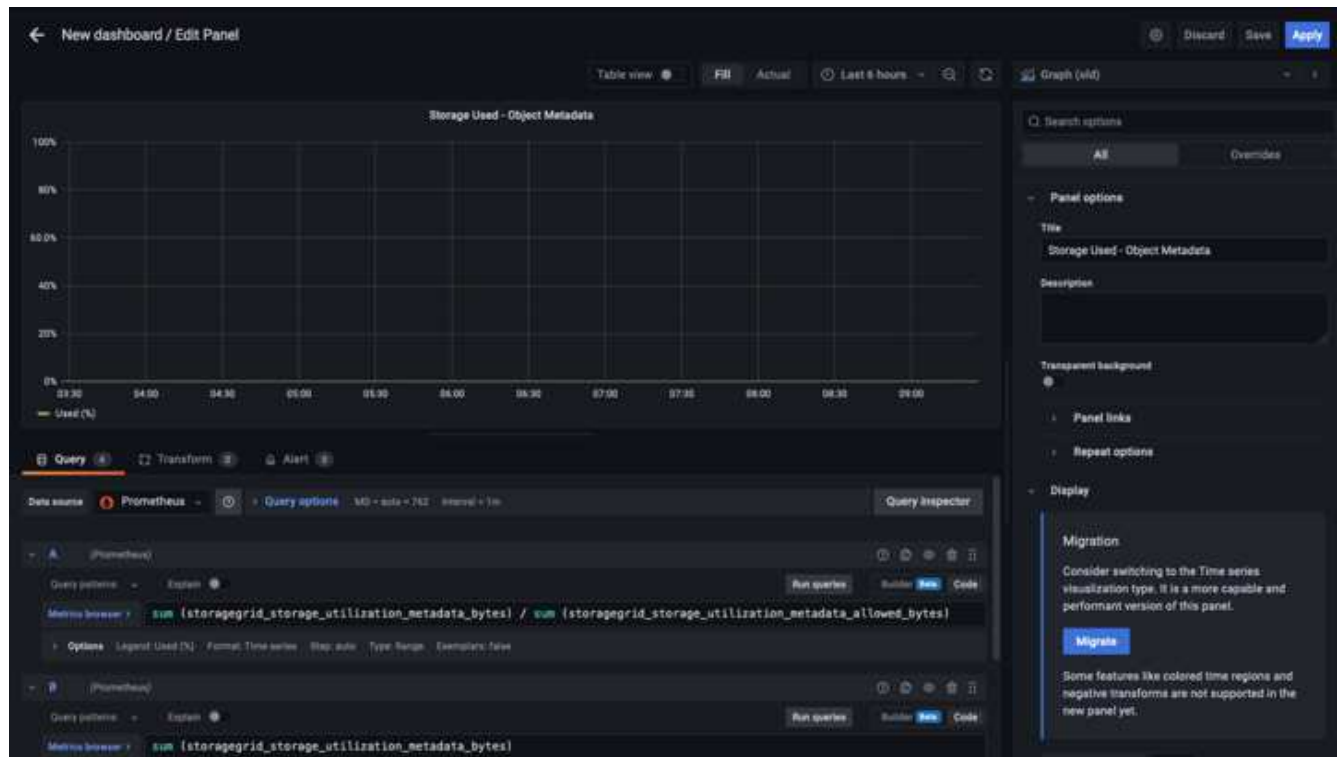 New dashboard / Edit Panel
Discard Save Apply
Table view Fill Actual Last 6 hours
Graph (old)
Storage Used - Object Metadata
100%
80%
60.0%
40%
20%
0%
03:30 04:00 04:30 05:00 05:30 06:00 06:30 07:00 07:30 08:00 08:30 09:00
Used (%)
Search options
All Overrides
Panel options
Title
Storage Used - Object Metadata
Description
Transparent background
Panel links
Repeat options
Display
Migration
Consider switching to the Time series
visualization type. It is a more capable and
performant version of this panel.
Migrate
Some features like colored time regions and
negative transforms are not supported in the
new panel yet.
Query 4 Transform Alert
Data source Prometheus Query options MD = auto = 762 Interval = 1m Query inspector
A (Prometheus)
Query patterns Explain Run queries Builder Beta Code
Metrics browser > sum (storagegrid_storage_utilization_metadata_bytes) / sum (storagegrid_storage_utilization_metadata_allowed_bytes)
Options Legend: Used (%) Format: Time series Step: auto Type: Range Exemplars: false
B (Prometheus)
Query patterns Explain Run queries Builder Beta Code
Metrics browser > sum (storagegrid_storage_utilization_metadata_bytes)